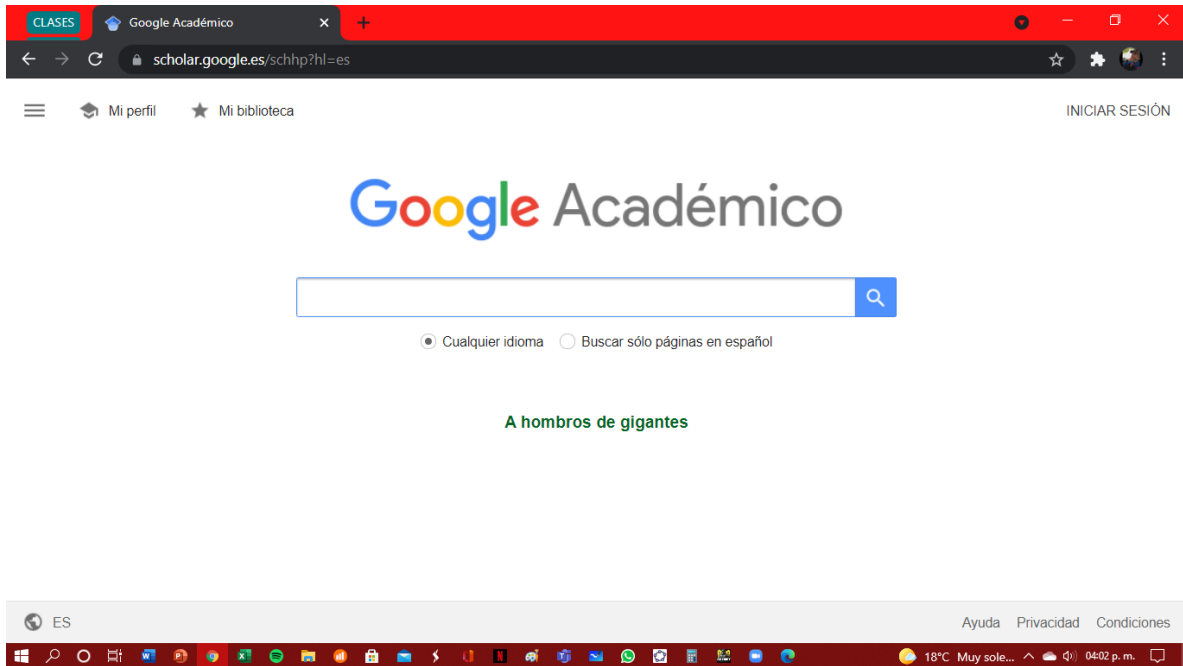 CLASES Google Académico
scholar.google.es/schhp?hl=es
Mi perfil Mi biblioteca INICIAR SESIÓN
Google Académico
Cualquier idioma Buscar sólo páginas en español
A hombros de gigantes
ES Ayuda Privacidad Condiciones
18°C Muy sole... 04:02 p. m.